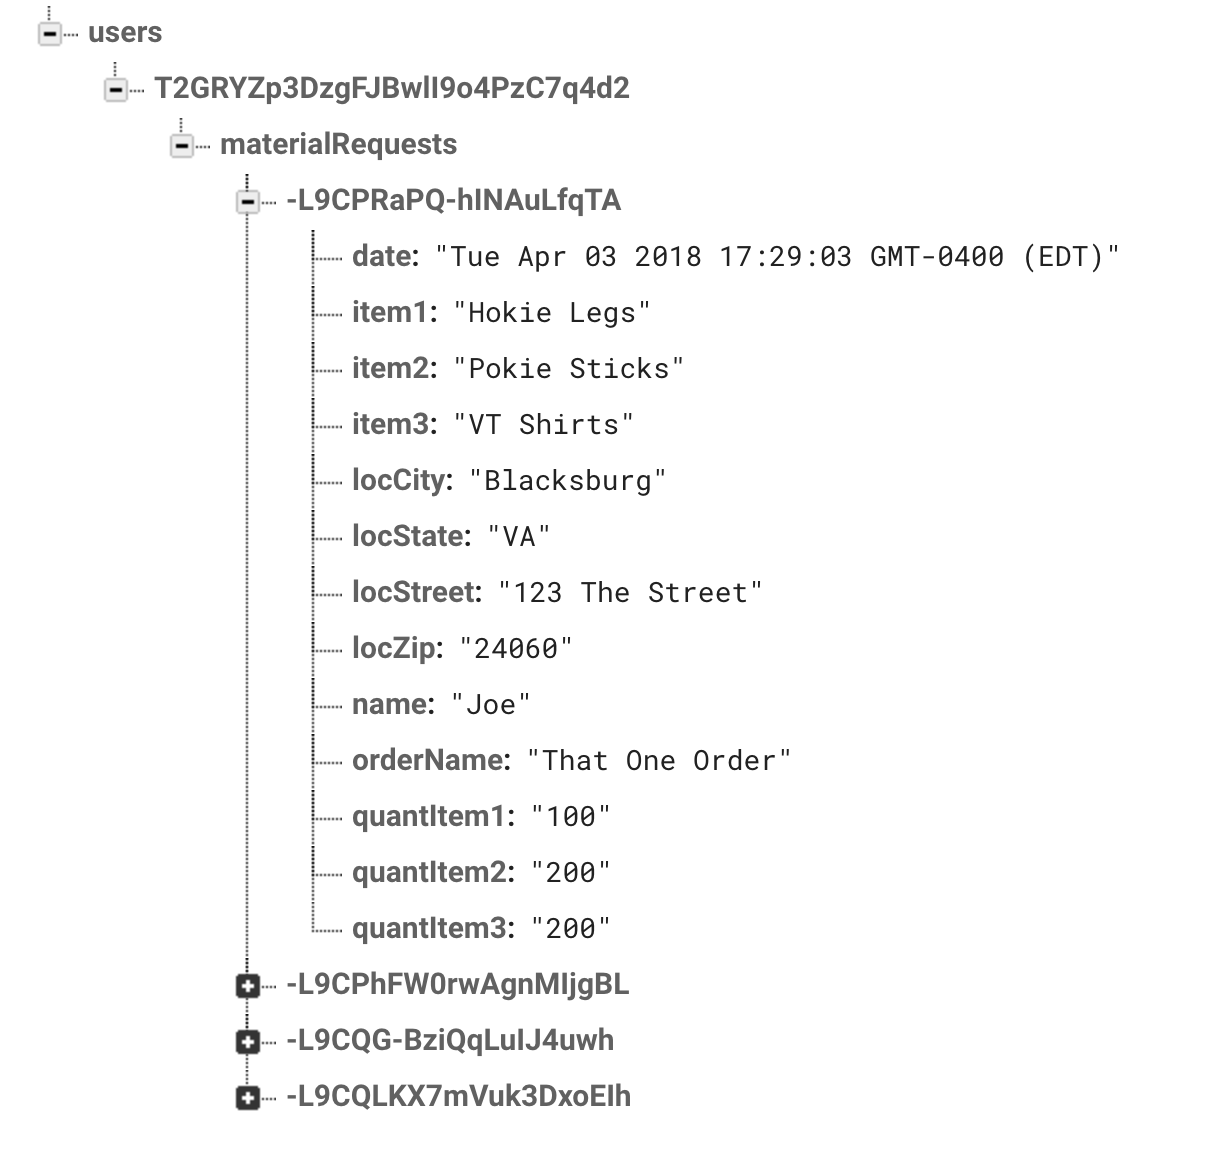 users
T2GRYZp3DzgFJBwlI9o4PzC7q4d2
materialRequests
-L9CPRaPQ-hINAuLfqTA
date: "Tue Apr 03 2018 17:29:03 GMT-0400 (EDT)"
item1: "Hokie Legs"
item2: "Pokie Sticks"
item3: "VT Shirts"
locCity: "Blacksburg"
locState: "VA"
locStreet: "123 The Street"
locZip: "24060"
name: "Joe"
orderName: "That One Order"
quantItem1: "100"
quantItem2: "200"
quantItem3: "200"
-L9CPhFW0rwAgnMIjgBL
-L9CQG-BziQqLuIJ4uwh
-L9CQLKX7mVuk3DxoEIh